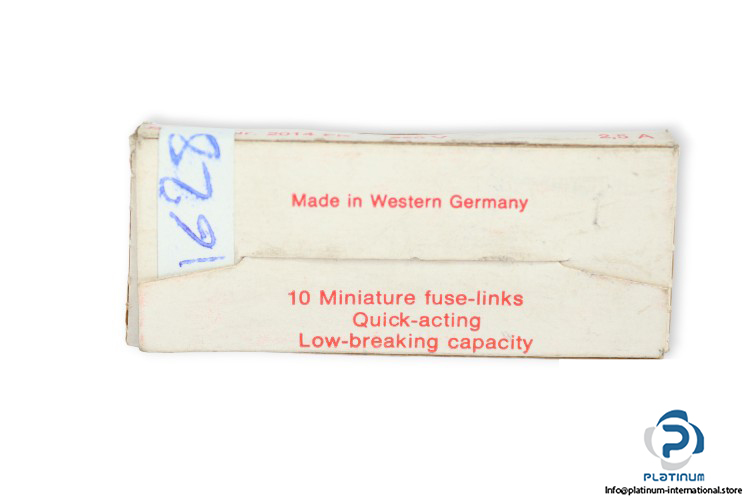 2,5 A
1628
Made in Western Germany
10 Miniature fuse-links
Quick-acting
Low-breaking capacity
PLATINUM
Info@platinum-international.store